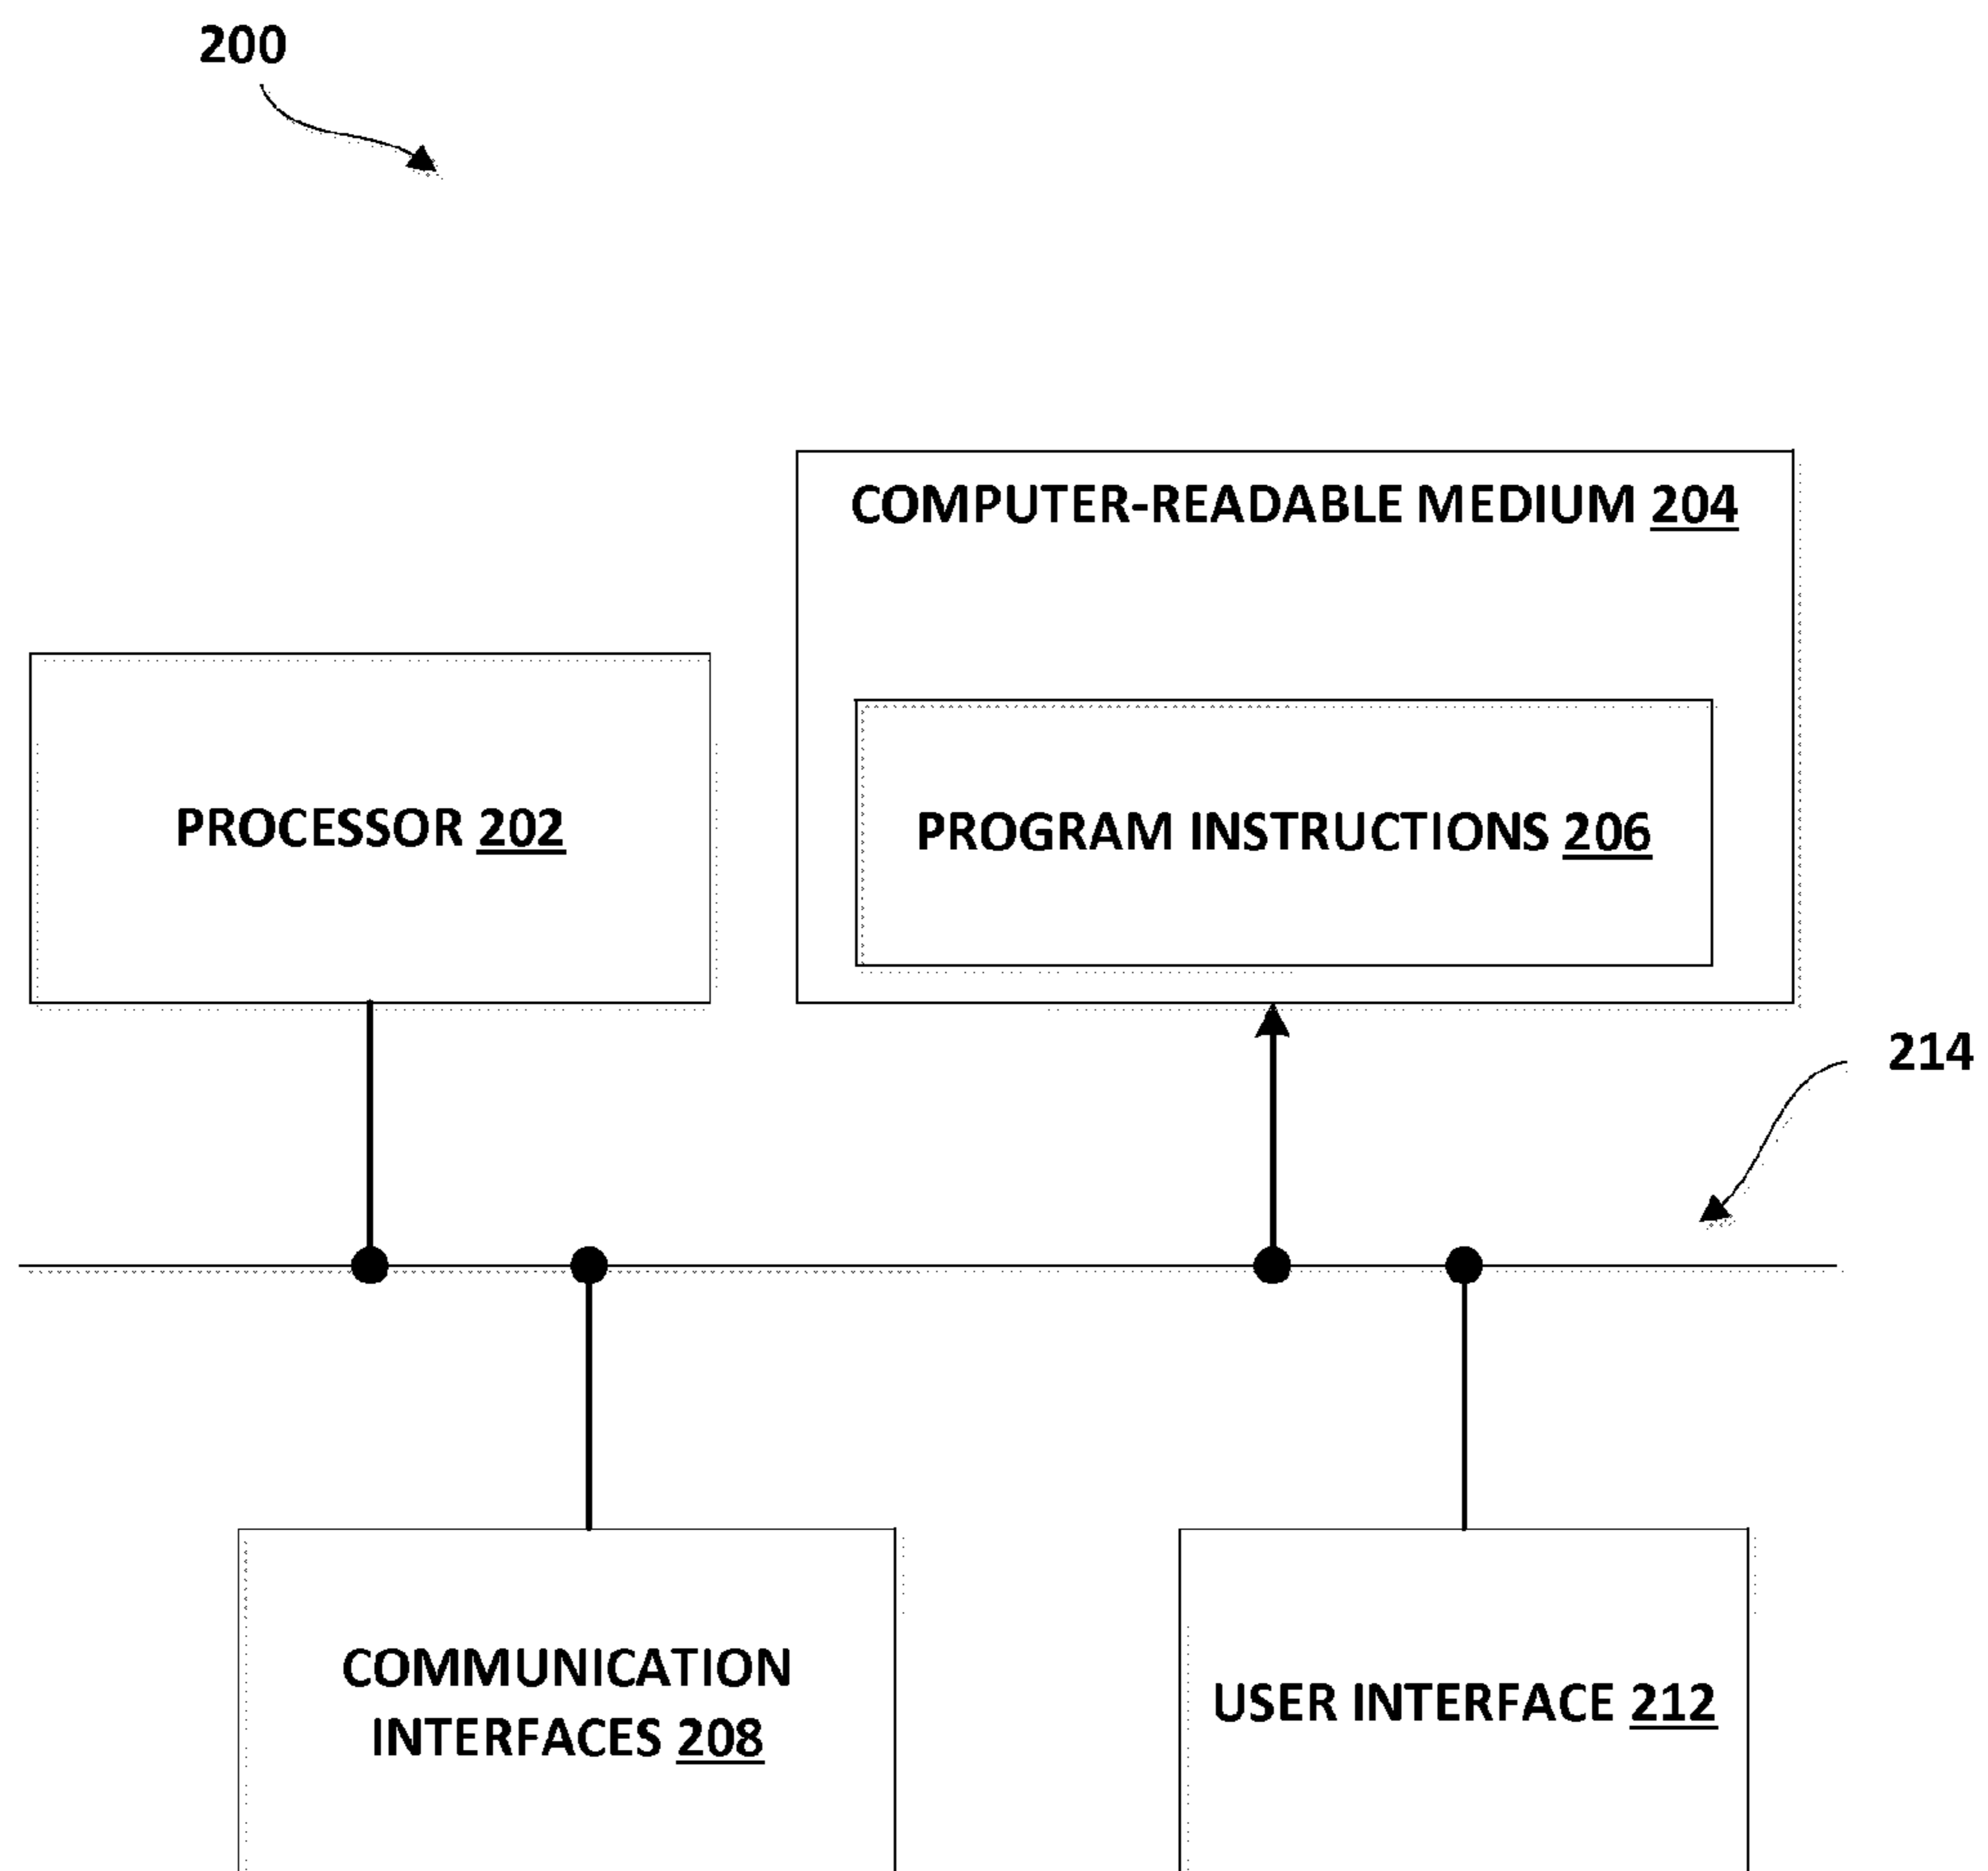 200
COMPUTER-READABLE MEDIUM 204
PROCESSOR 202
PROGRAM INSTRUCTIONS 206
214
COMMUNICATION
INTERFACES 208
USER INTERFACE 212